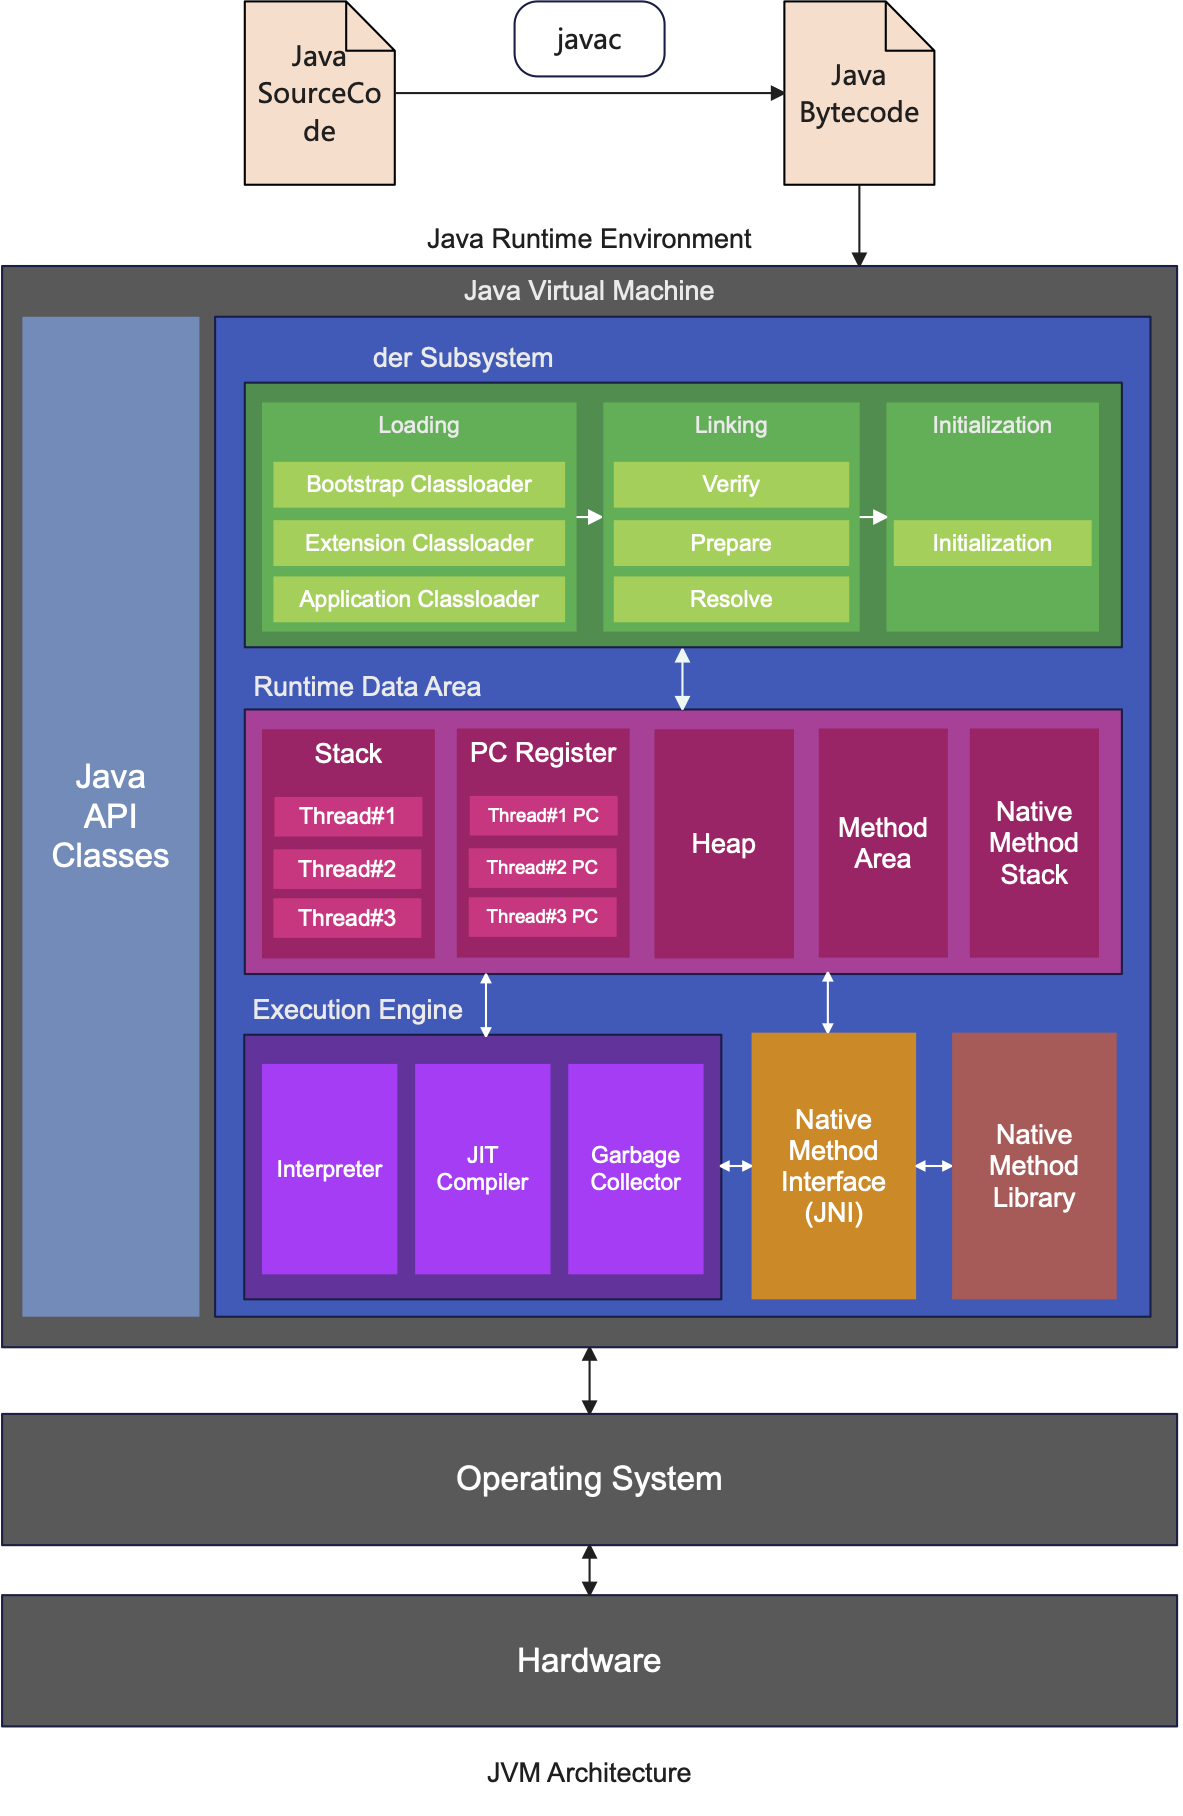 Java
SourceCo
de
javac
Java
Bytecode
Java Runtime Environment
Java Virtual Machine
Java
API
Classes
der Subsystem
Loading
Bootstrap Classloader
Extension Classloader
Application Classloader
Linking
Verify
Prepare
Resolve
Initialization
Initialization
Runtime Data Area
Stack
Thread#1
Thread#2
Thread#3
PC Register
Thread#1 PC
Thread#2 PC
Thread#3 PC
Heap
Method
Area
Native
Method
Stack
Execution Engine
Interpreter
JIT
Compiler
Garbage
Collector
Native
Method
Interface
(JNI)
Native
Method
Library
Operating System
Hardware
JVM Architecture